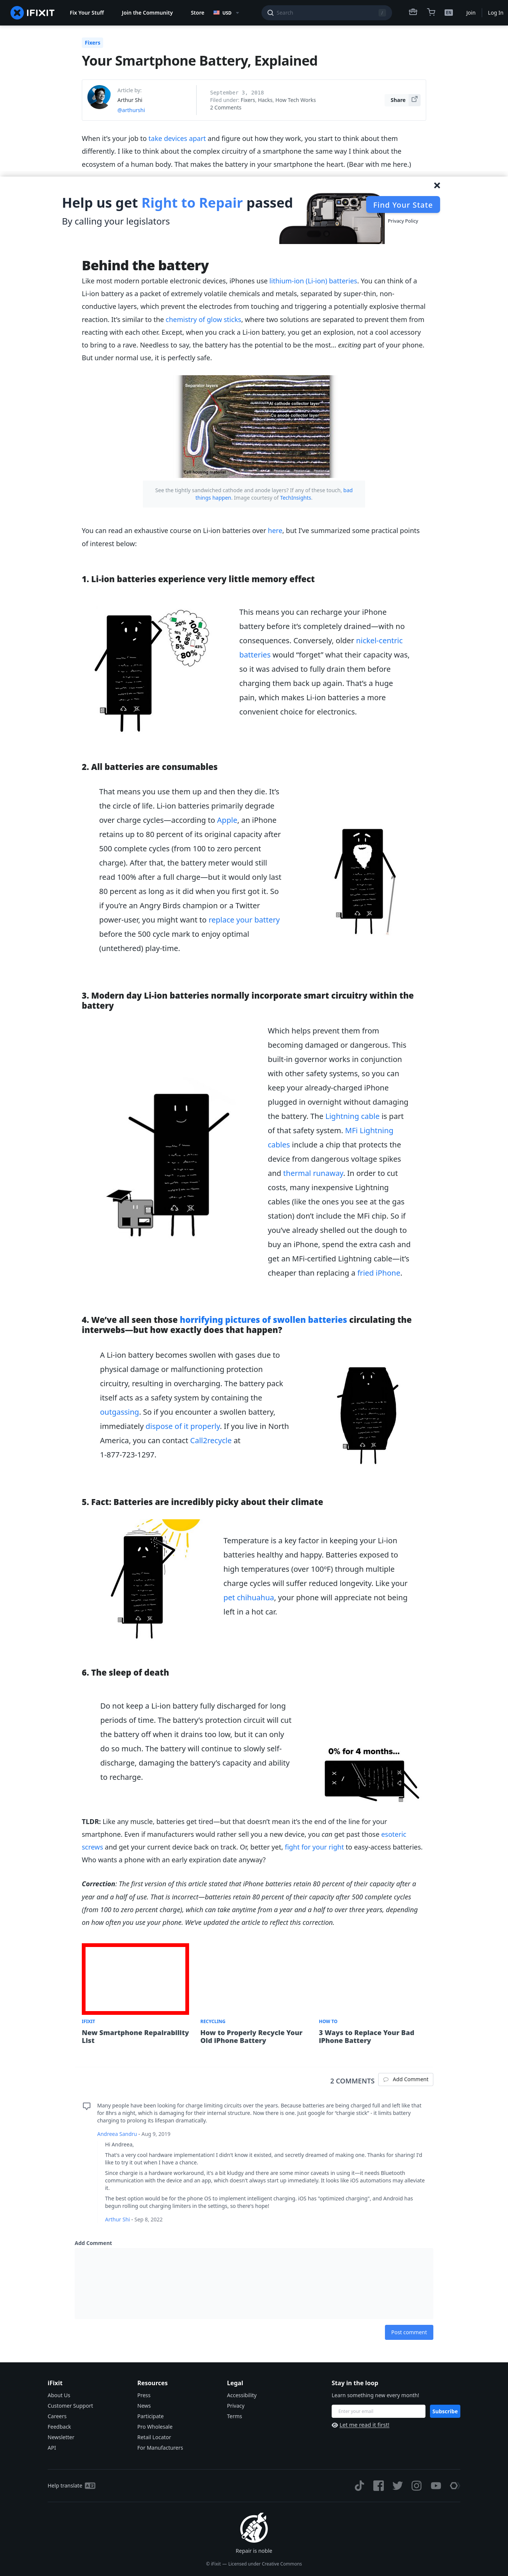 IFIXIT
Fix Your Stuff
Join the Community
Store
USD
Search
/
Join
Log In
Fixers
Your Smartphone Battery, Explained
Article by:
Arthur Shi
@arthurshi
September 3, 2018
Filed under: Fixers, Hacks, How Tech Works
2 Comments
Share
When it’s your job to take devices apart and figure out how they work, you start to think about them
differently. I like to think about the complex circuitry of a smartphone the same way I think about the
ecosystem of a human body. That makes the battery in your smartphone the heart. (Bear with me here.)
Help us get Right to Repair passed
By calling your legislators
Find Your State
Privacy Policy
Behind the battery
Like most modern portable electronic devices, iPhones use lithium-ion (Li-ion) batteries. You can think of a
Li-ion battery as a packet of extremely volatile chemicals and metals, separated by super-thin, non-
conductive layers, which prevent the electrodes from touching and triggering a potentially explosive thermal
reaction. It’s similar to the chemistry of glow sticks, where two solutions are separated to prevent them from
reacting with each other. Except, when you crack a Li-ion battery, you get an explosion, not a cool accessory
to bring to a rave. Needless to say, the battery has the potential to be the most… exciting part of your phone.
But under normal use, it is perfectly safe.
Separator layers
Al cathode collector layer
Cu anode collector layer
Cell housing material
See the tightly sandwiched cathode and anode layers? If any of these touch, bad
things happen. Image courtesy of TechInsights.
You can read an exhaustive course on Li-ion batteries over here, but I’ve summarized some principal points
of interest below:
1. Li-ion batteries experience very little memory effect
100%
20%
?
5%
80%
This means you can recharge your iPhone
battery before it’s completely drained—with no
consequences. Conversely, older nickel-centric
batteries would “forget” what their capacity was,
so it was advised to fully drain them before
charging them back up again. That’s a huge
pain, which makes Li-ion batteries a more
convenient choice for electronics.
2. All batteries are consumables
That means you use them up and then they die. It’s
the circle of life. Li-ion batteries primarily degrade
over charge cycles—according to Apple, an iPhone
retains up to 80 percent of its original capacity after
500 complete cycles (from 100 to zero percent
charge). After that, the battery meter would still
read 100% after a full charge—but it would only last
80 percent as long as it did when you first got it. So
if you’re an Angry Birds champion or a Twitter
power-user, you might want to replace your battery
before the 500 cycle mark to enjoy optimal
(untethered) play-time.
3. Modern day Li-ion batteries normally incorporate smart circuitry within the
battery
Which helps prevent them from
becoming damaged or dangerous. This
built-in governor works in conjunction
with other safety systems, so you can
keep your already-charged iPhone
plugged in overnight without damaging
the battery. The Lightning cable is part
of that safety system. MFi Lightning
cables include a chip that protects the
device from dangerous voltage spikes
and thermal runaway. In order to cut
costs, many inexpensive Lightning
cables (like the ones you see at the gas
station) don’t include the MFi chip. So if
you’ve already shelled out the dough to
buy an iPhone, spend the extra cash and
get an MFi-certified Lightning cable—it’s
cheaper than replacing a fried iPhone.
4. We’ve all seen those horrifying pictures of swollen batteries circulating the
interwebs—but how exactly does that happen?
A Li-ion battery becomes swollen with gases due to
physical damage or malfunctioning protection
circuitry, resulting in overcharging. The battery pack
itself acts as a safety system by containing the
outgassing. So if you encounter a swollen battery,
immediately dispose of it properly. If you live in North
America, you can contact Call2recycle at
1-877-723-1297.
5. Fact: Batteries are incredibly picky about their climate
Temperature is a key factor in keeping your Li-ion
batteries healthy and happy. Batteries exposed to
high temperatures (over 100ºF) through multiple
charge cycles will suffer reduced longevity. Like your
pet chihuahua, your phone will appreciate not being
left in a hot car.
6. The sleep of death
Do not keep a Li-ion battery fully discharged for long
periods of time. The battery’s protection circuit will cut
the battery off when it drains too low, but it can only
do so much. The battery will continue to slowly self-
discharge, damaging the battery’s capacity and ability
to recharge.
0% for 4 months...
TLDR: Like any muscle, batteries get tired—but that doesn’t mean it’s the end of the line for your
smartphone. Even if manufacturers would rather sell you a new device, you can get past those esoteric
screws and get your current device back on track. Or, better yet, fight for your right to easy-access batteries.
Who wants a phone with an early expiration date anyway?
Correction: The first version of this article stated that iPhone batteries retain 80 percent of their capacity after
a year and a half of use. That is incorrect—batteries retain 80 percent of their capacity after 500 complete cycles
(from 100 to zero percent charge), which can take anytime from a year and a half to over three years, depending
on how often you use your phone. We’ve updated the article to reflect this correction.
IFIXIT
New Smartphone Repairability
List
RECYCLING
How to Properly Recycle Your
Old iPhone Battery
HOW TO
3 Ways to Replace Your Bad
iPhone Battery
2 COMMENTS
Add Comment
Many people have been looking for charge limiting circuits over the years. Because batteries are being charged full and left like that
for 8hrs a night, which is damaging for their internal structure. Now there is one. Just google for “chargie stick” - it limits battery
charging to prolong its lifespan dramatically.
Andreea Sandru - Aug 9, 2019
Hi Andreea,
That’s a very cool hardware implementation! I didn’t know it existed, and secretly dreamed of making one. Thanks for sharing! I’d
like to try it out when I have a chance.
Since chargie is a hardware workaround, it’s a bit kludgy and there are some minor caveats in using it—it needs Bluetooth
communication with the device and an app, which doesn’t always start up immediately. It looks like iOS automations may alleviate
it.
The best option would be for the phone OS to implement intelligent charging. iOS has “optimized charging”, and Android has
begun rolling out charging limiters in the settings, so there’s hope!
Arthur Shi - Sep 8, 2022
Add Comment
Post comment
iFixit
About Us
Customer Support
Careers
Feedback
Newsletter
API
Resources
Press
News
Participate
Pro Wholesale
Retail Locator
For Manufacturers
Legal
Accessibility
Privacy
Terms
Stay in the loop
Learn something new every month!
Enter your email
Subscribe
Let me read it first!
Help translate
Repair is noble
© iFixit — Licensed under Creative Commons